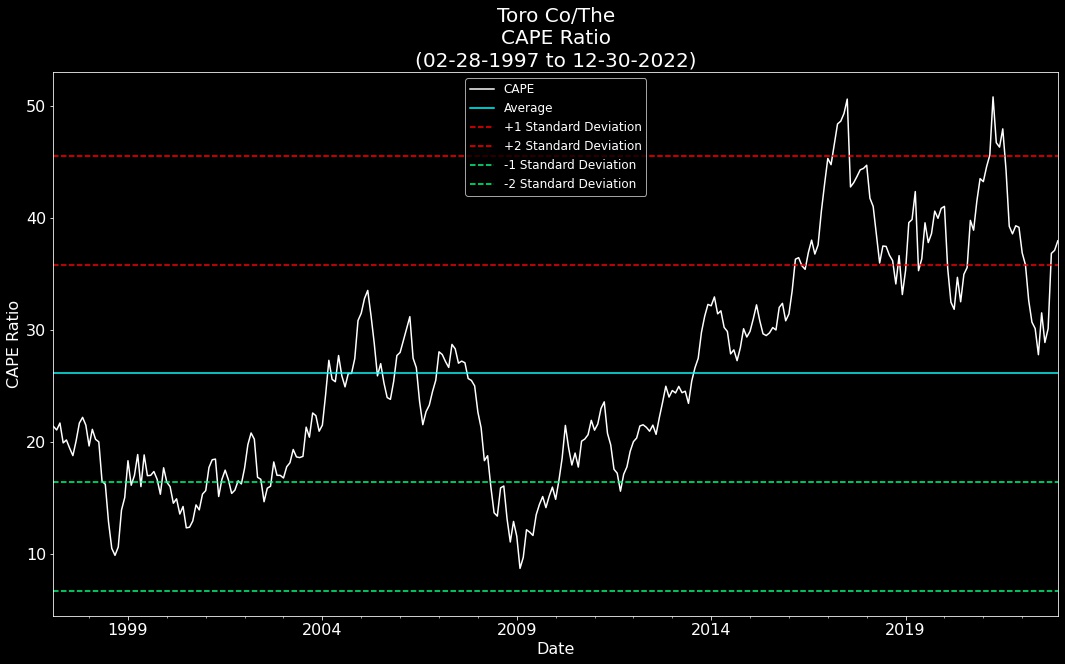 Toro Co/The
CAPE Ratio
(02-28-1997 to 12-30-2022)
CAPE
Average
+1 Standard Deviation
+2 Standard Deviation
-1 Standard Deviation
-2 Standard Deviation
CAPE Ratio
50
40
30
20
10
1999 2004 2009 2014 2019
Date